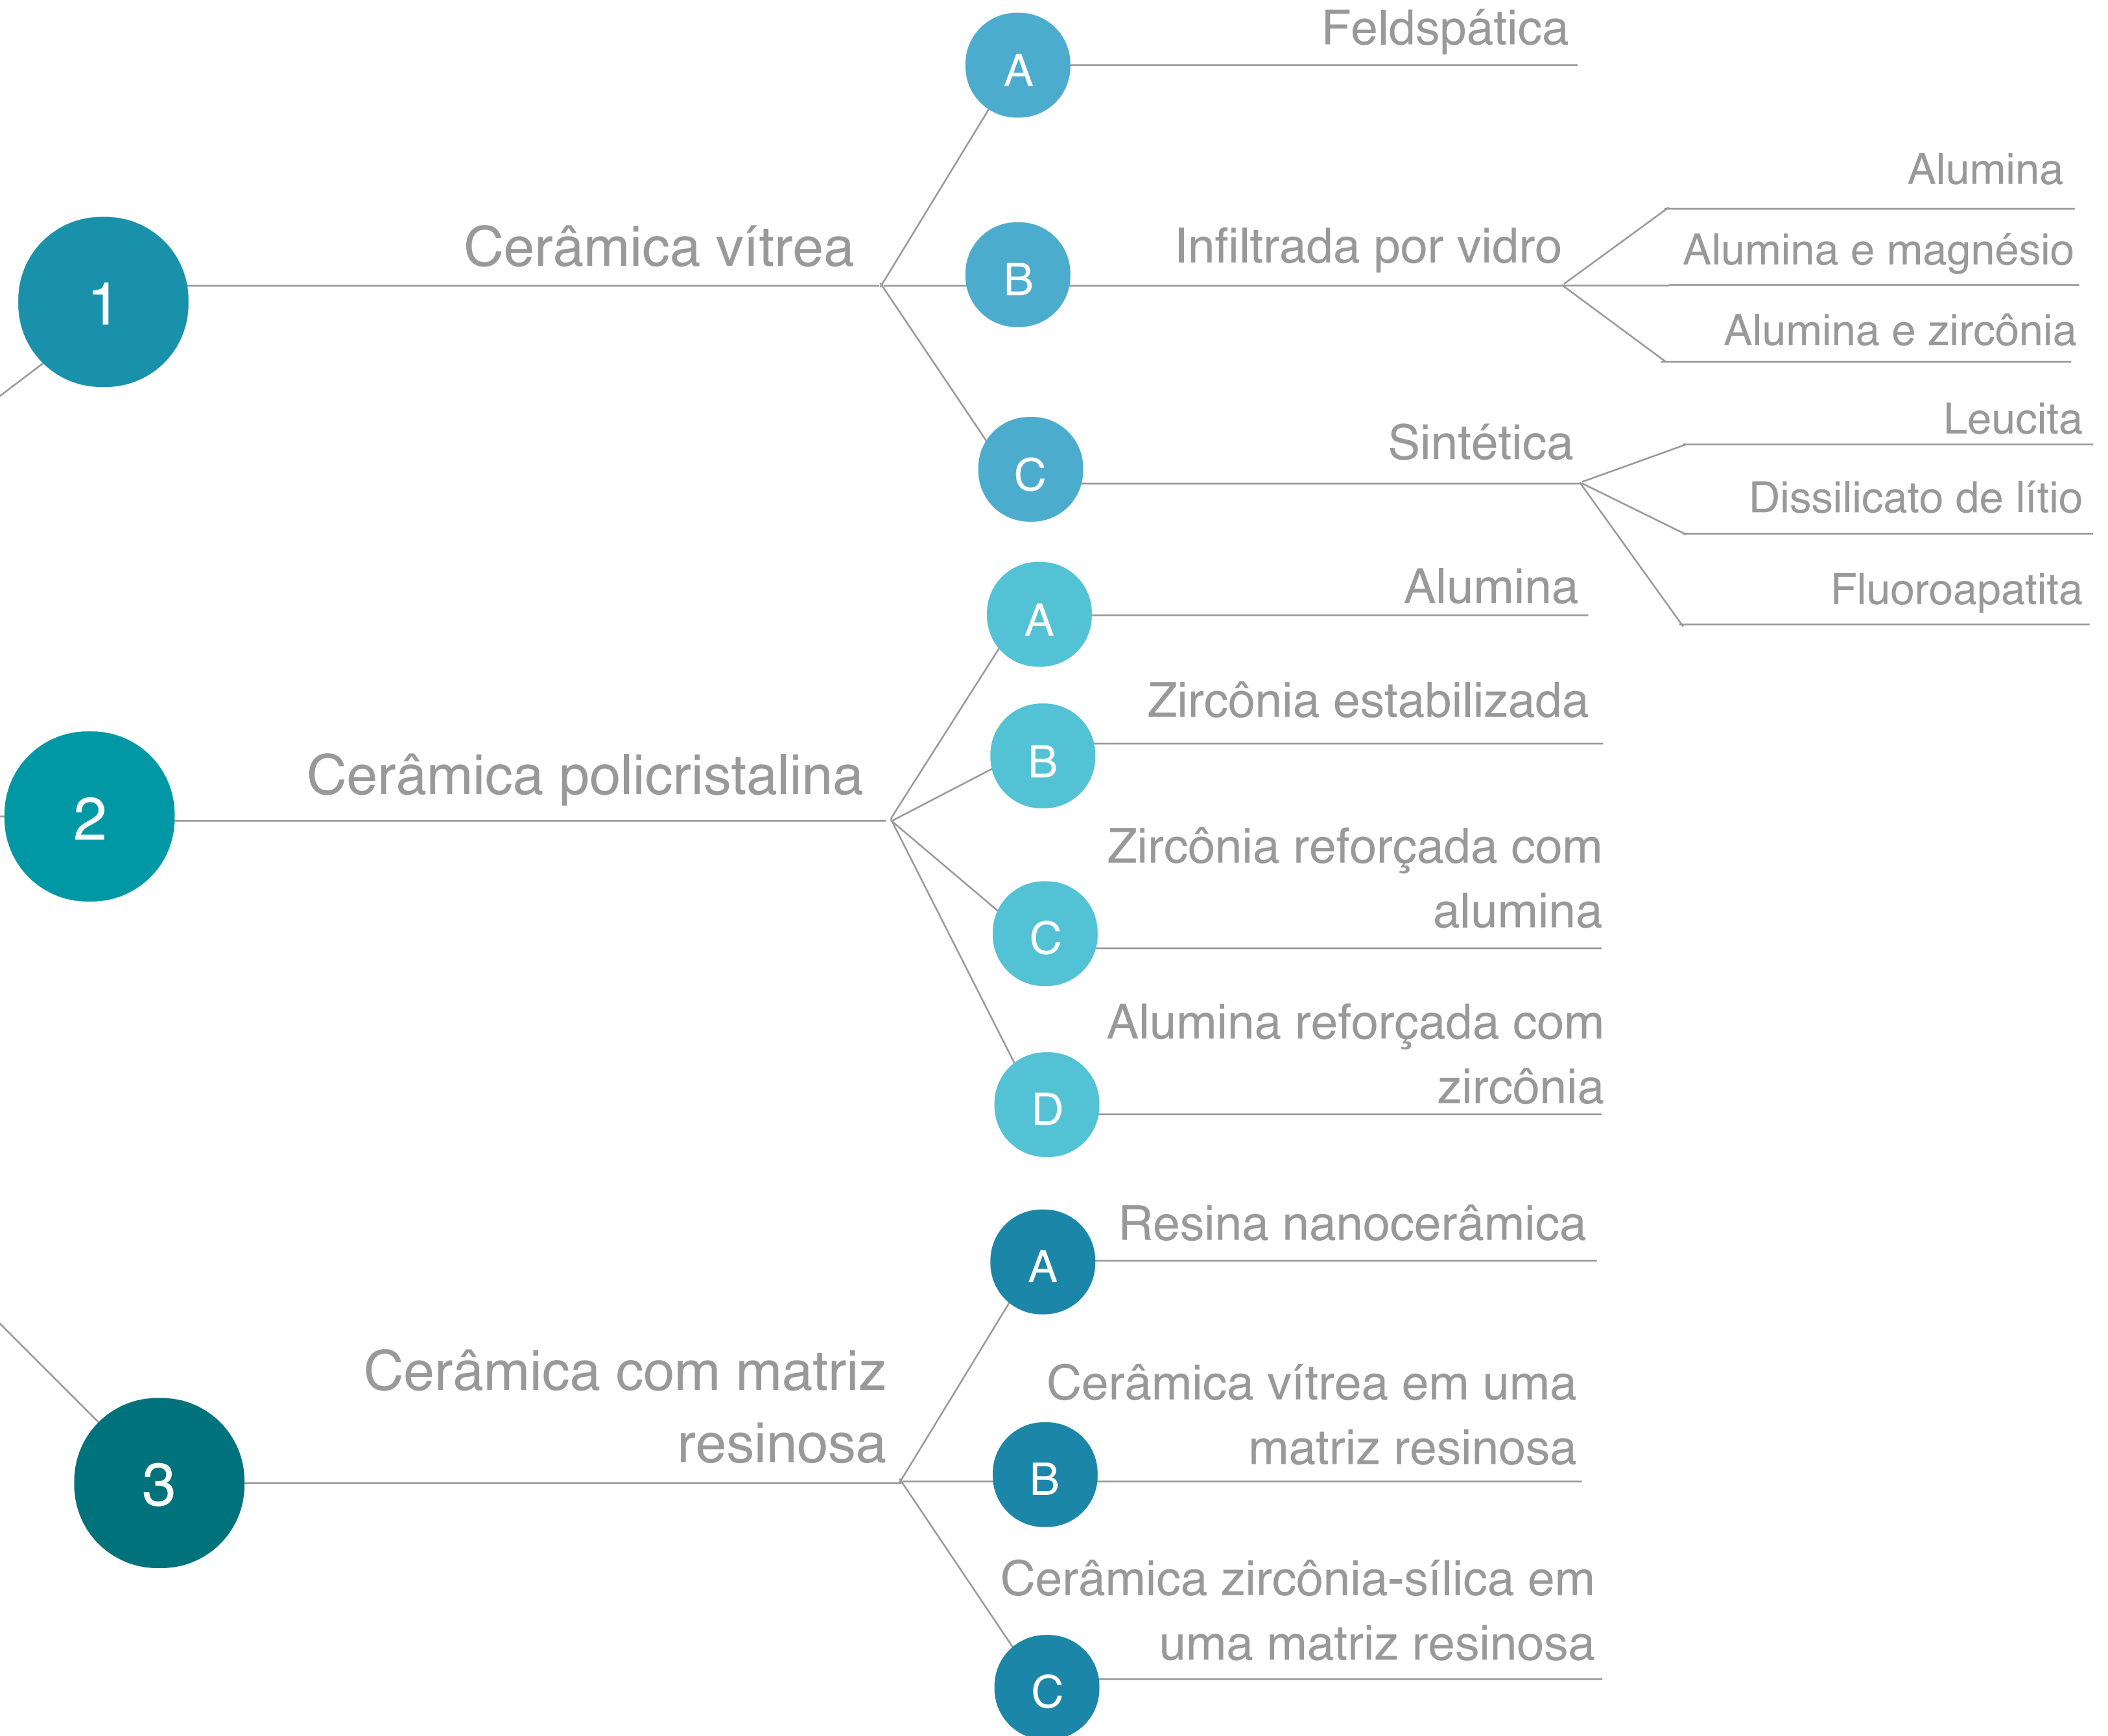 1
Cerâmica vítrea
A
Feldspática
B
Infiltrada por vidro
Alumina
Alumina e magnésio
Alumina e zircônia
C
Sintética
Leucita
Dissilicato de lítio
Fluoroapatita
2
Cerâmica policristalina
A
Alumina
B
Zircônia estabilizada
C
Zircônia reforçada com
alumina
D
Alumina reforçada com
zircônia
3
Cerâmica com matriz
resinosa
A
Resina nanocerâmica
B
Cerâmica vítrea em uma
matriz resinosa
C
Cerâmica zircônia-sílica em
uma matriz resinosa